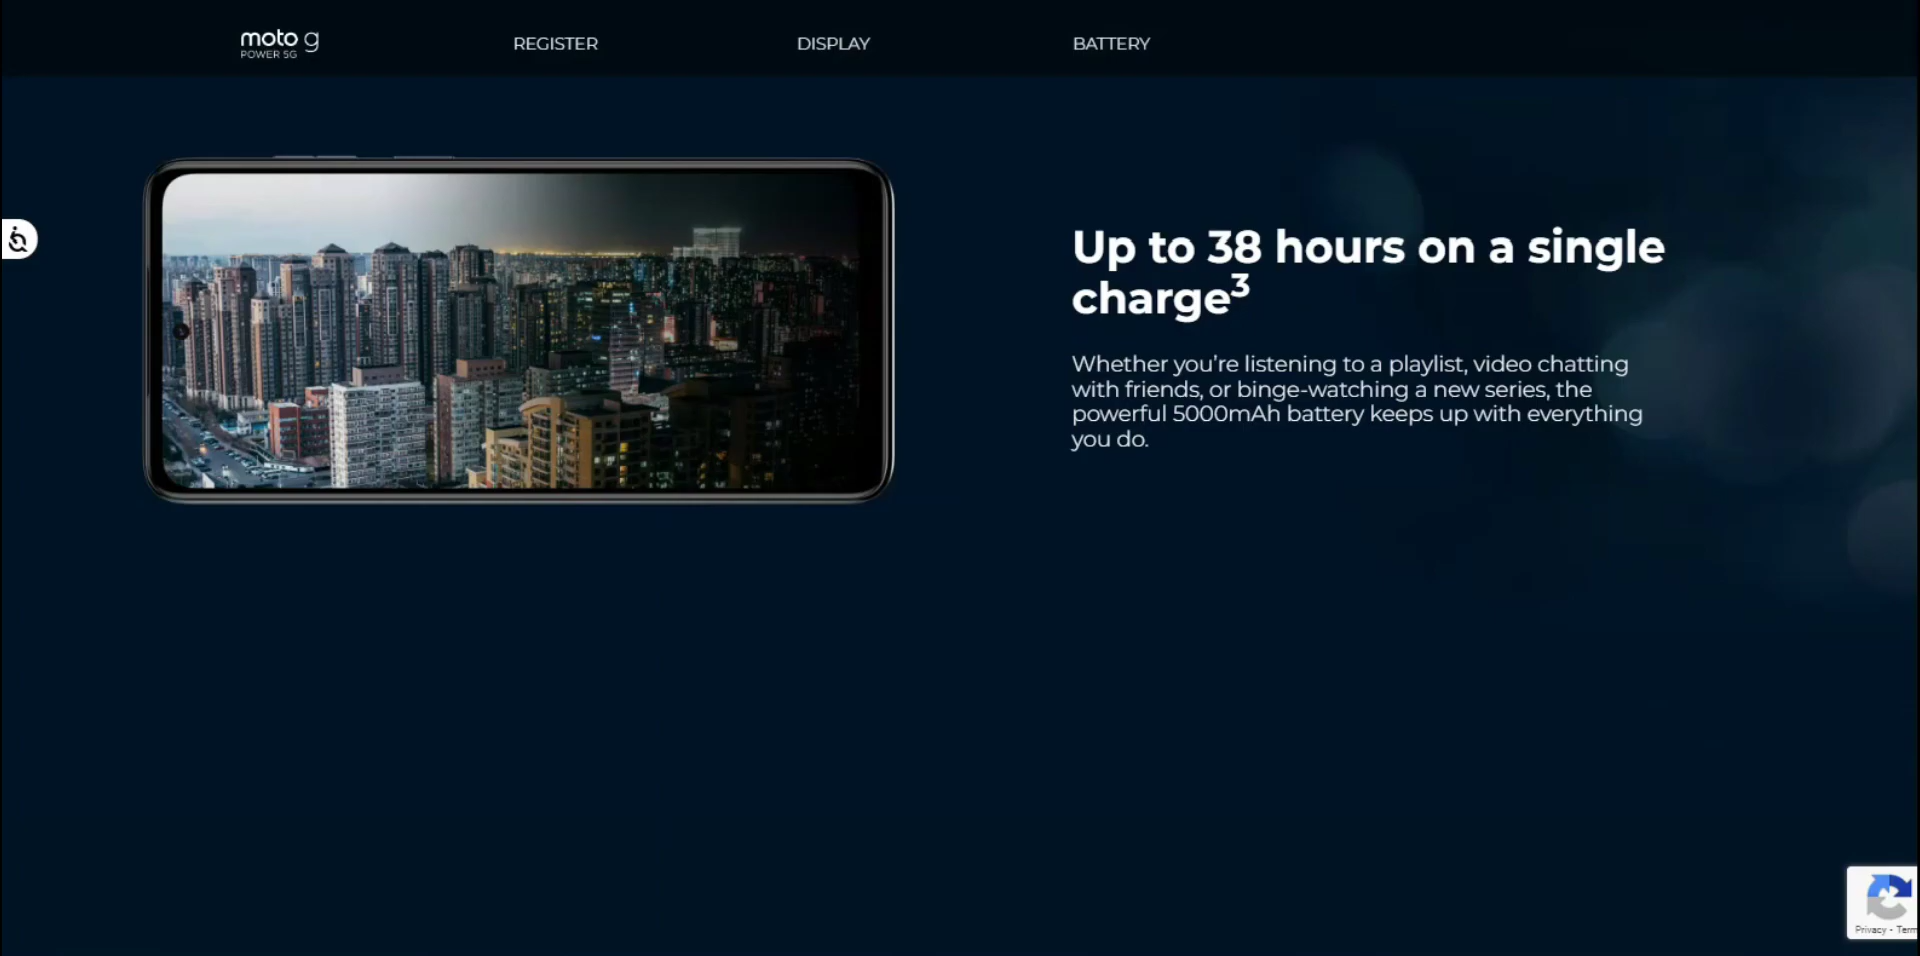 moto g
POWER 5G
REGISTER
DISPLAY
BATTERY
Up to 38 hours on a single
charge³
Whether you’re listening to a playlist, video chatting
with friends, or binge-watching a new series, the
powerful 5000mAh battery keeps up with everything
you do.
Privacy - Term